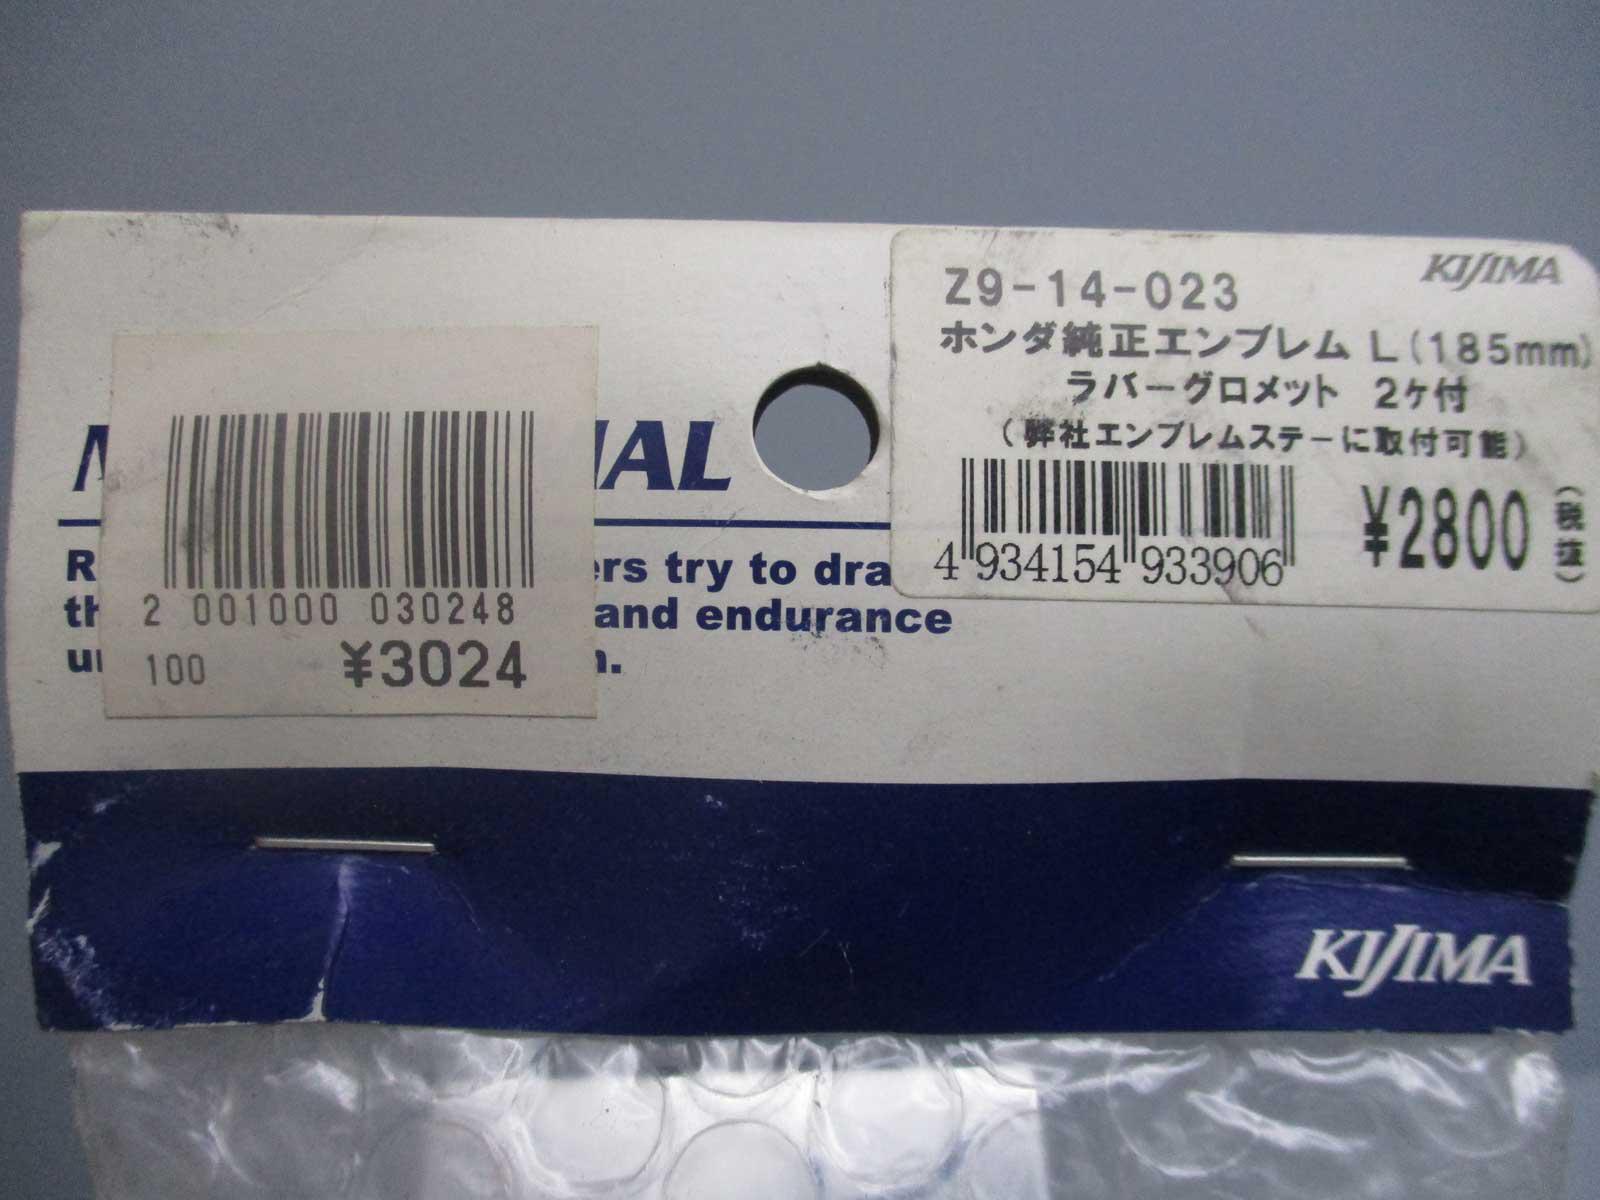 KIJIMA
Z9-14-023
ホンダ純正エンブレム L(185mm)
ラバーグロメット 2ケ付
(弊社エンブレムステーに取付可能)
4 934154 933906
¥2800 (税抜)
2 001000 030248
100 ¥3024
try to
and endurance
KIJIMA